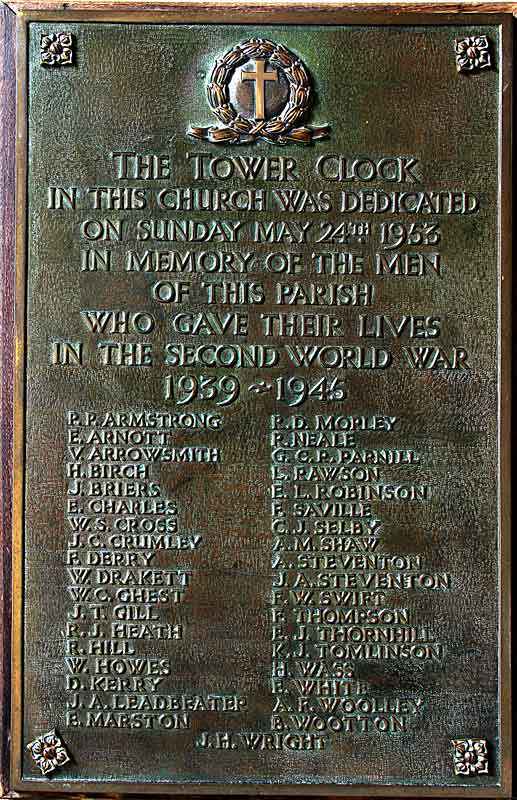 THE TOWER CLOCK
IN THIS CHURCH WAS DEDICATED
ON SUNDAY MAY 24TH 1953
IN MEMORY OF THE MEN
OF THIS PARISH
WHO GAVE THEIR LIVES
IN THE SECOND WORLD WAR
1939 ~ 1945
P. P. ARMSTRONG
E. ARNOTT
V. ARROWSMITH
H. BIRCH
J. BRIERS
E. CHARLES
W. S. CROSS
J. C. CRUMLEY
F. DERRY
W. DRAKETT
W. G. GHEST
J. T. GILL
R. J. HEATH
R. HILL
W. HOWES
D. KERRY
J. A. LEADBEATER
E. MARSTON
R. D. MORLEY
R. NEALE
G. C. R. PARNILL
L. RAWSON
E. L. ROBINSON
F. SAVILLE
C. J. SELBY
A. M. SHAW
A. STEVENTON
J. A. STEVENTON
F. W. SWIFT
F. THOMPSON
E. J. THORNHILL
K. J. TOMLINSON
H. WASS
E. WHITE
A. R. WOOLLEY
B. WOOTTON
J. H. WRIGHT